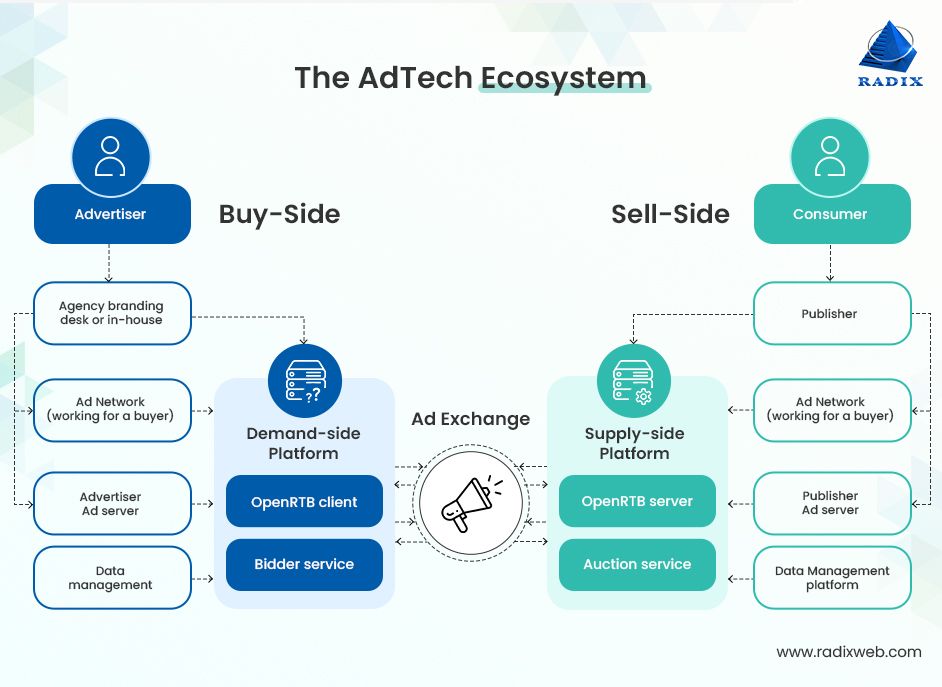 RADIX
The AdTech Ecosystem
Advertiser
Buy-Side
Sell-Side
Consumer
Agency branding
desk or in-house
Publisher
Ad Network
(working for a buyer)
Advertiser
Ad server
Data
management
??
Demand-side
Platform
OpenRTB client
Bidder service
Ad Exchange
Supply-side
Platform
OpenRTB server
Auction service
Ad Network
(working for a buyer)
Publisher
Ad server
Data Management
platform
www.radixweb.com